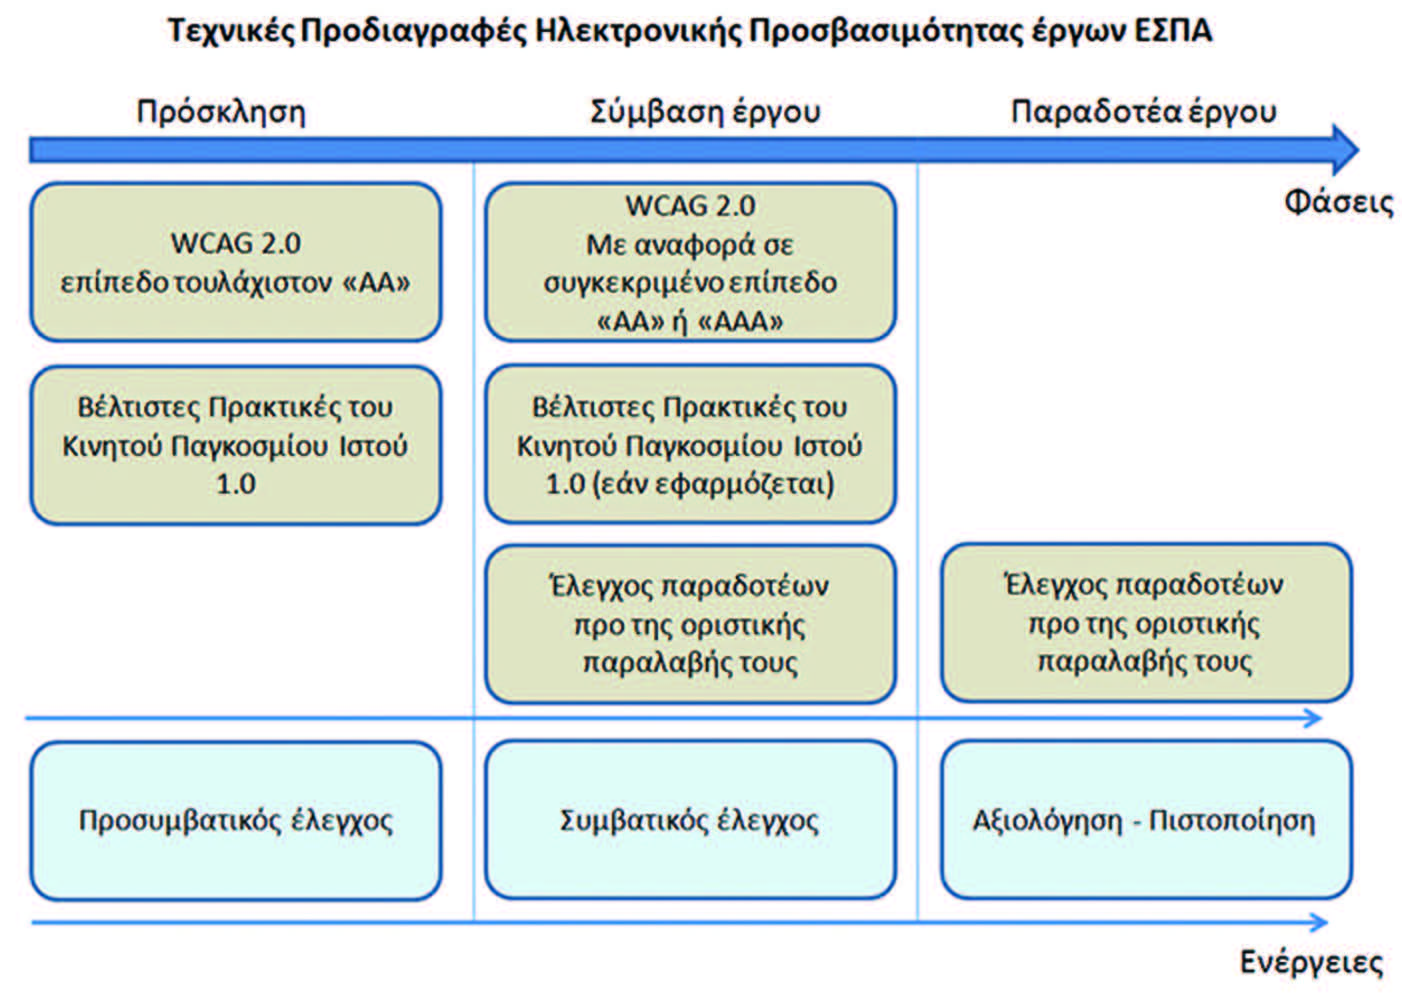 Τεχνικές Προδιαγραφές Ηλεκτρονικής Προσβασιμότητας έργων ΕΣΠΑ
Πρόσκληση
Σύμβαση έργου
Παραδοτέα έργου
Φάσεις
WCAG 2.0
επίπεδο τουλάχιστον «ΑΑ»
WCAG 2.0
Με αναφορά σε
συγκεκριμένο επίπεδο
«ΑΑ» ή «ΑΑΑ»
Βέλτιστες Πρακτικές του
Κινητού Παγκοσμίου Ιστού
1.0
Βέλτιστες Πρακτικές του
Κινητού Παγκοσμίου Ιστού
1.0 (εάν εφαρμόζεται)
Έλεγχος παραδοτέων
προ της οριστικής
παραλαβής τους
Έλεγχος παραδοτέων
προ της οριστικής
παραλαβής τους
Προσυμβατικός έλεγχος
Συμβατικός έλεγχος
Αξιολόγηση - Πιστοποίηση
Ενέργειες